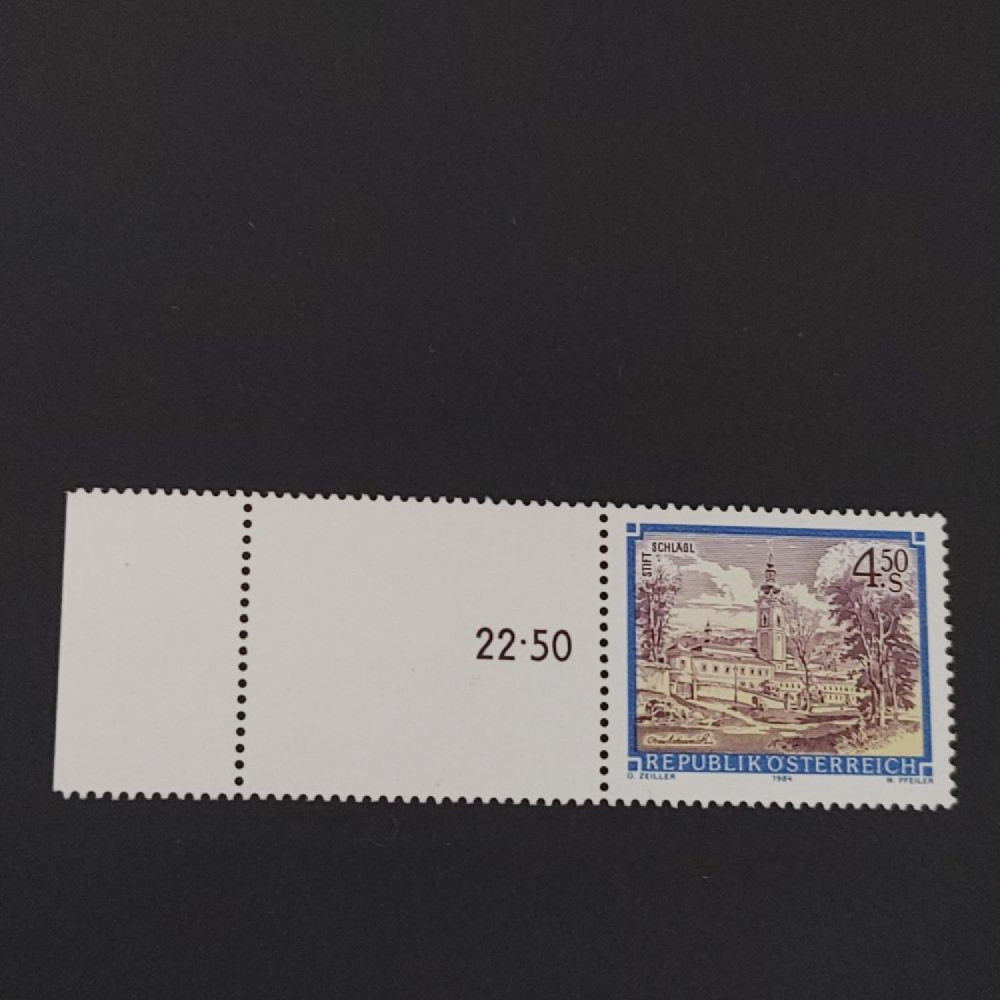 22·50
STIFT
SCHLÄGL
4.50
S
REPUBLIK ÖSTERREICH
O. ZEILLER 1984 W. PFEILER